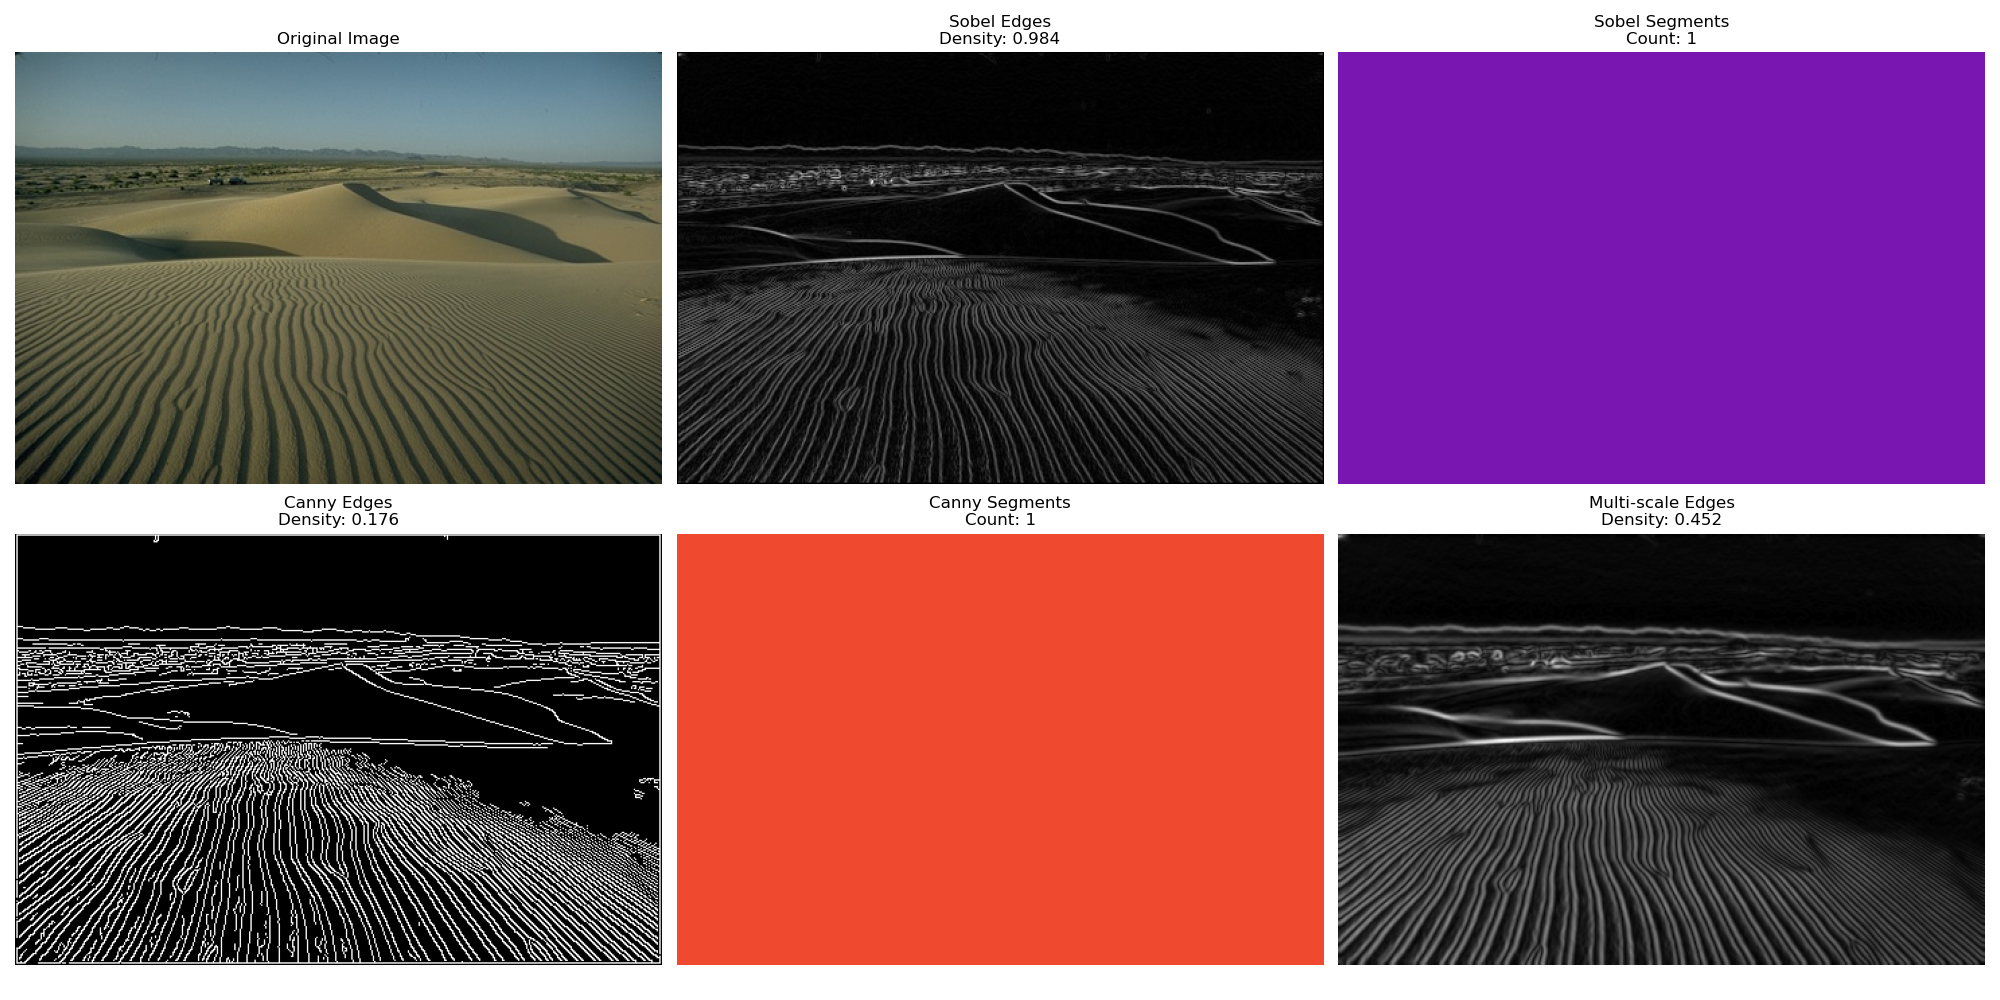 Original Image
Sobel Edges
Density: 0.984
Sobel Segments
Count: 1
Canny Edges
Density: 0.176
Canny Segments
Count: 1
Multi-scale Edges
Density: 0.452